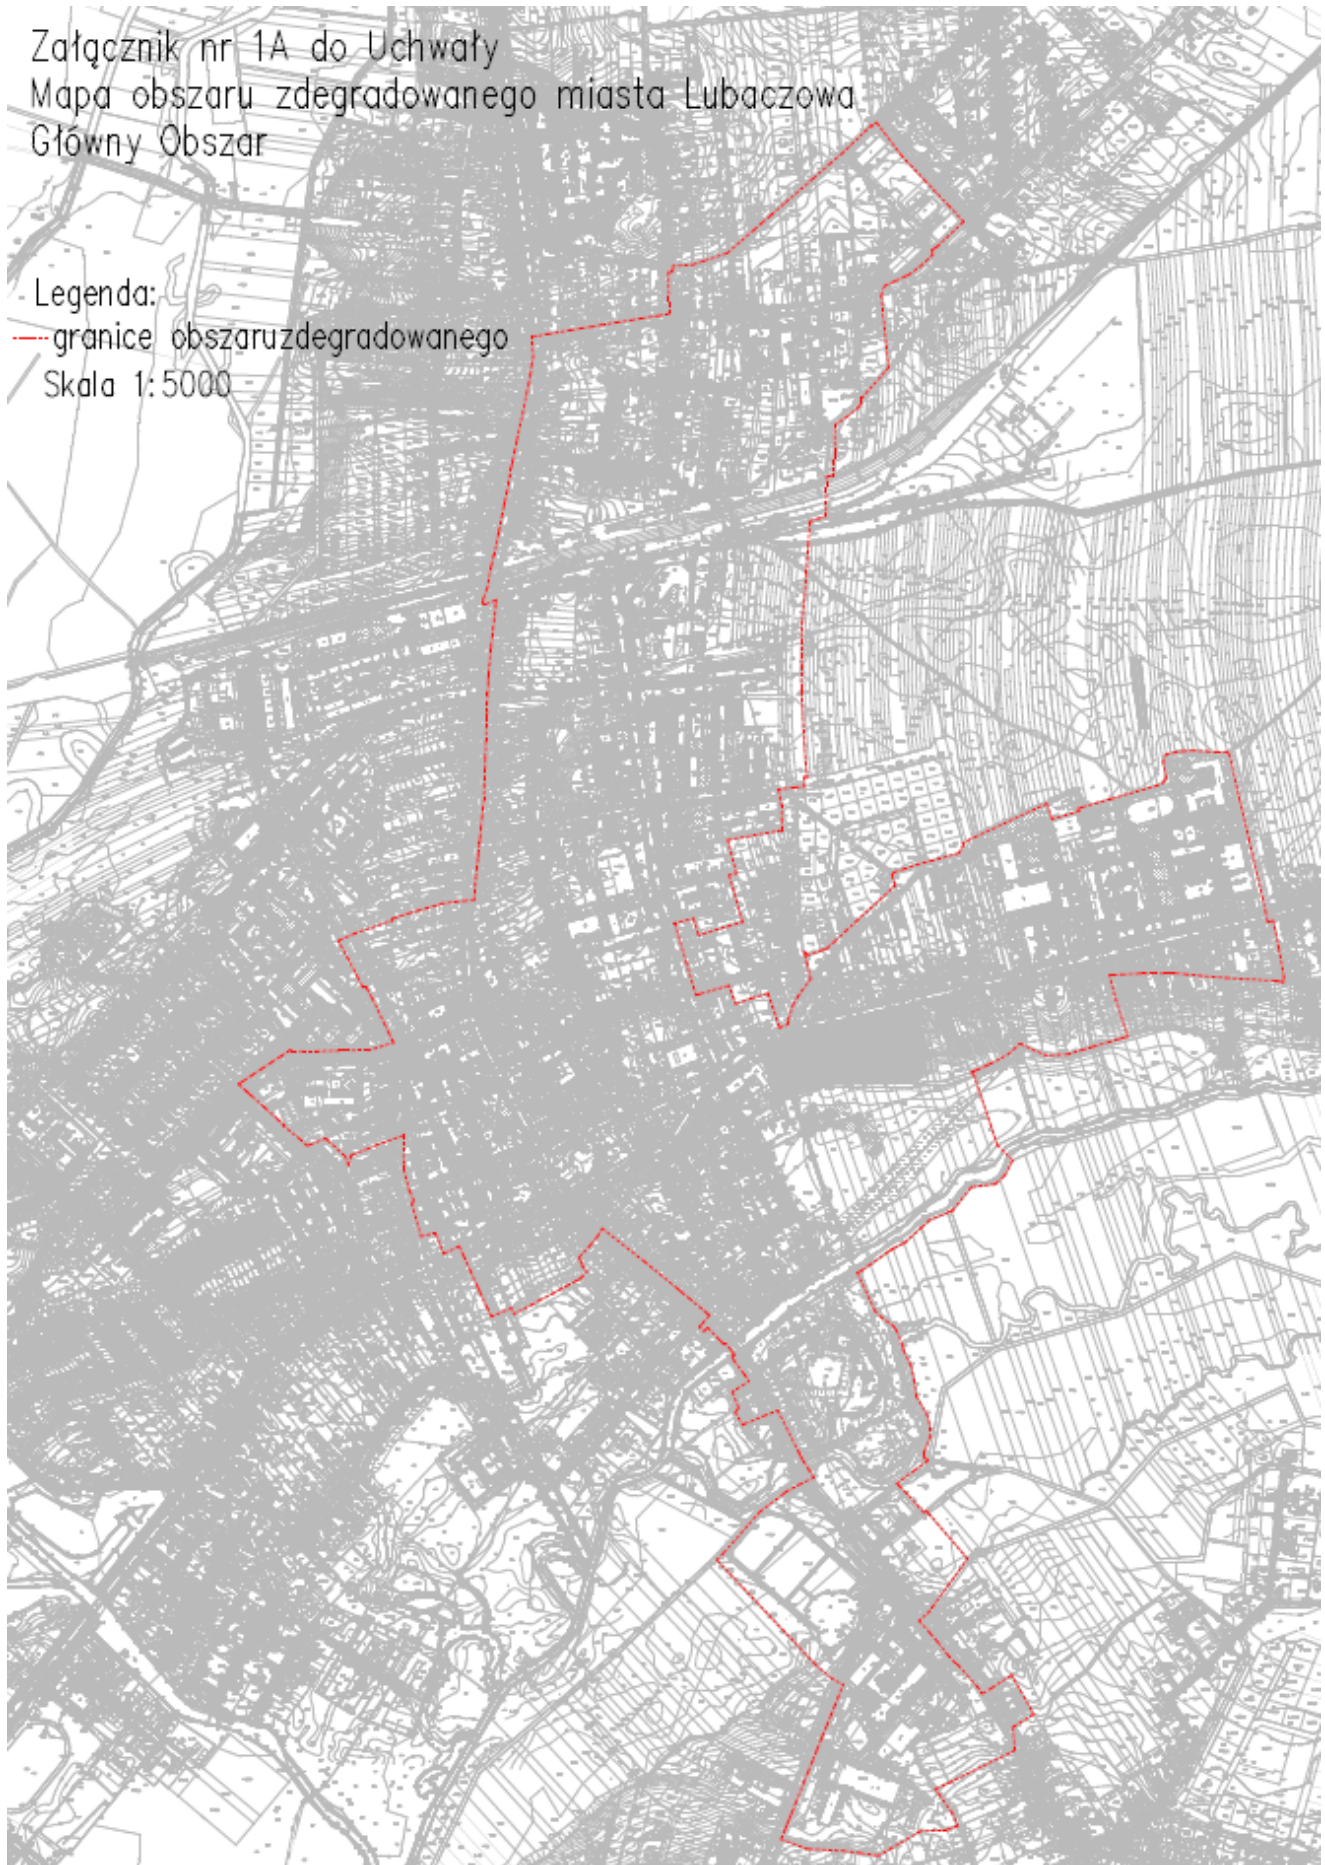 Załącznik nr 1A do Uchwały
Mapa obszaru zdegradowanego miasta Lubaczowa
Główny Obszar
Legenda:
granice obszaruzdegradowanego
Skala 1:5000